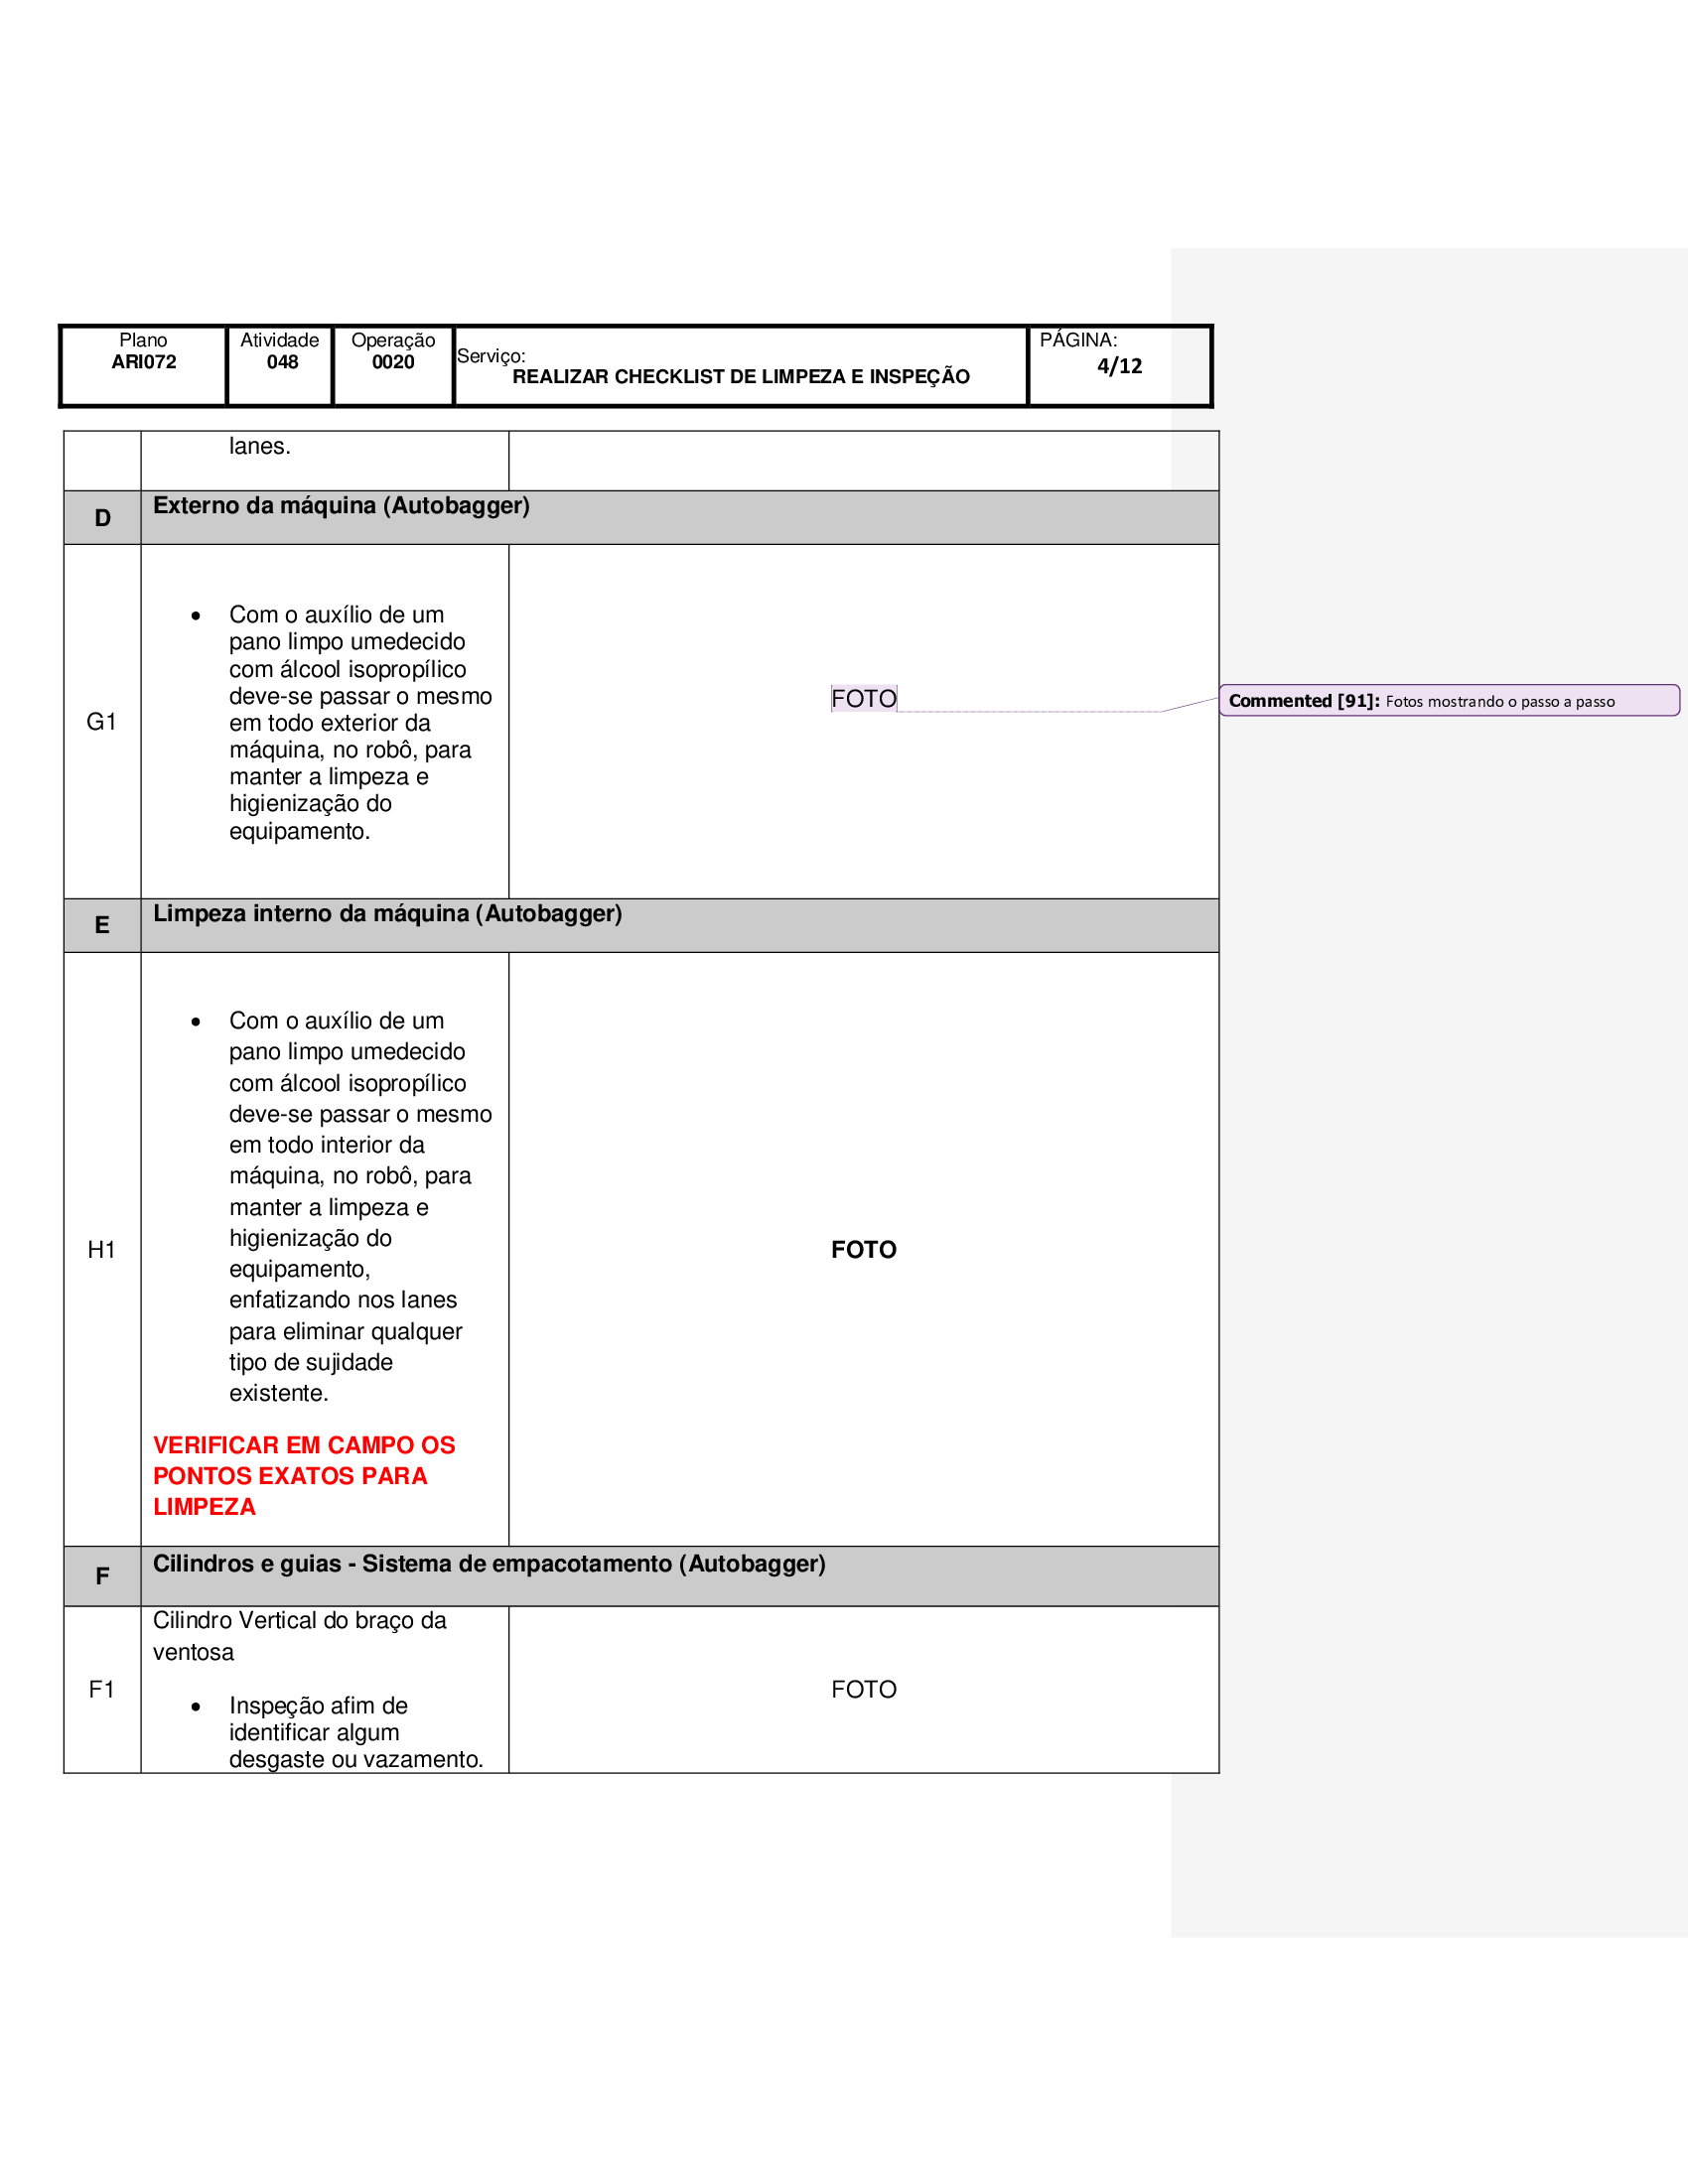 Plano
ARI072
Atividade
048
Operação
0020
Serviço:
REALIZAR CHECKLIST DE LIMPEZA E INSPEÇÃO
PÁGINA:
4/12
lanes.
D
Externo da máquina (Autobagger)
G1
• Com o auxílio de um
pano limpo umedecido
com álcool isopropílico
deve-se passar o mesmo
em todo exterior da
máquina, no robô, para
manter a limpeza e
higienização do
equipamento.
FOTO
Commented [91]: Fotos mostrando o passo a passo
E
Limpeza interno da máquina (Autobagger)
H1
• Com o auxílio de um
pano limpo umedecido
com álcool isopropílico
deve-se passar o mesmo
em todo interior da
máquina, no robô, para
manter a limpeza e
higienização do
equipamento,
enfatizando nos lanes
para eliminar qualquer
tipo de sujidade
existente.
VERIFICAR EM CAMPO OS
PONTOS EXATOS PARA
LIMPEZA
FOTO
F
Cilindros e guias - Sistema de empacotamento (Autobagger)
F1
Cilindro Vertical do braço da
ventosa
• Inspeção afim de
identificar algum
desgaste ou vazamento.
FOTO